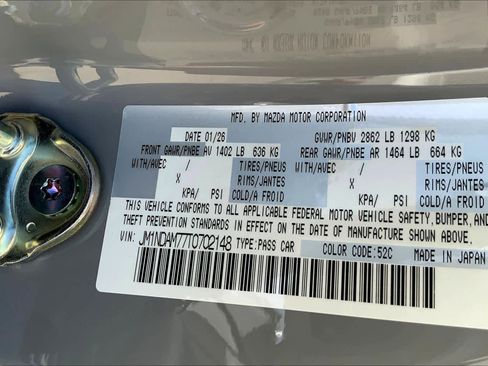 MFD. BY MAZDA MOTOR CORPORATION
DATE 01/26 GVWR/PNBV 2862 LB 1298 KG
FRONT GAWR/PNBE AV 1402 LB 636 KG REAR GAWR/PNBE AR 1464 LB 664 KG
WITH/AVEC / TIRES/PNEUS WITH/AVEC / TIRES/PNEUS
X RIMS/JANTES X RIMS/JANTES
KPA/ PSI COLD/A FROID KPA/ PSI COLD/A FROID
THIS VEHICLE CONFORMS TO ALL APPLICABLE FEDERAL MOTOR VEHICLE SAFETY, BUMPER, AND
THEFT PREVENTION STANDARDS IN EFFECT ON THE DATE OF MANUFACTURE SHOWN ABOVE.
VIN: JM1NDAM77T0702148 TYPE: PASS CAR COLOR CODE: 52C MADE IN JAPAN